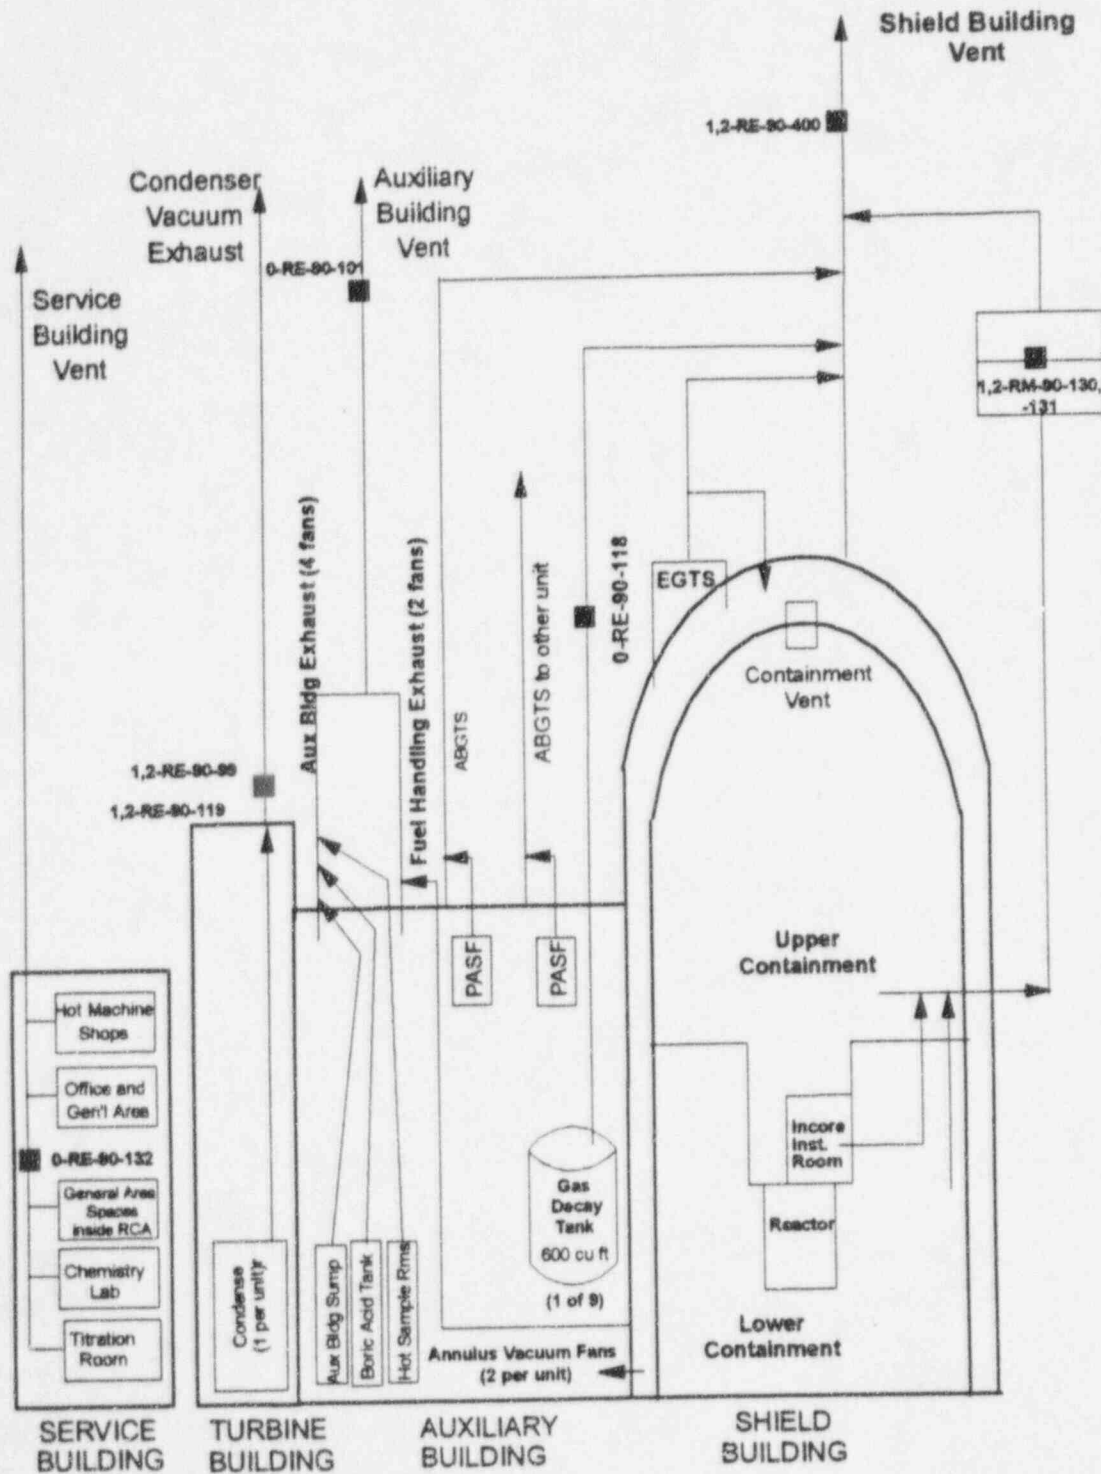 Shield Building
Vent
1,2-RE-90-400
Condenser
Vacuum
Exhaust
Auxiliary
Building
Vent
0-RE-90-101
Service
Building
Vent
1,2-RM-90-130,
-131
Aux Bldg Exhaust (4 fans)
Fuel Handling Exhaust (2 fans)
ABGTS
ABGTS to other unit
0-RE-90-118
EGTS
Containment
Vent
1,2-RE-90-99
1,2-RE-90-119
PASF
PASF
Upper
Containment
Hot Machine
Shops
Office and
Gen'l Area
0-RE-90-132
General Area
Spaces
inside RCA
Chemistry
Lab
Titration
Room
Condense
(1 per unit)r
Aux Bldg Sump
Boric Acid Tank
Hot Sample Rms
Gas
Decay
Tank
600 cu ft
(1 of 9)
Incore
Inst.
Room
Reactor
Lower
Containment
Annulus Vacuum Fans
(2 per unit)
SERVICE
BUILDING
TURBINE
BUILDING
AUXILIARY
BUILDING
SHIELD
BUILDING